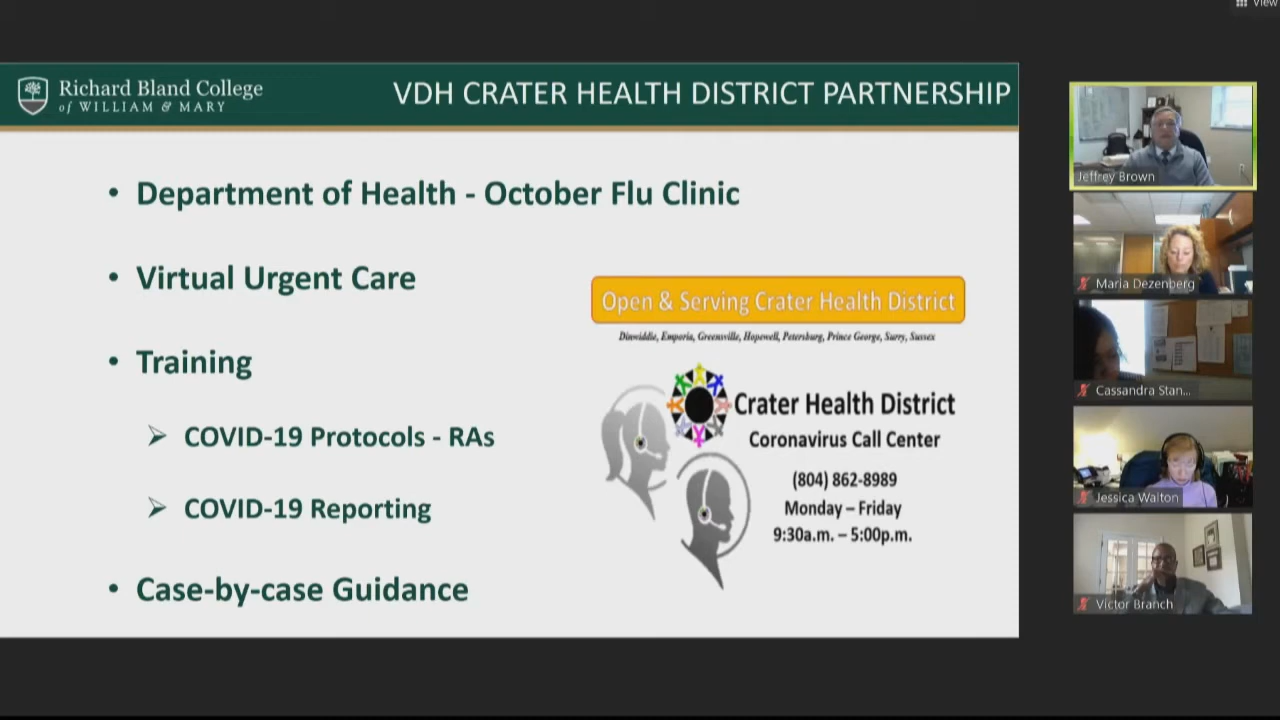 View
Richard Bland College
of WILLIAM & MARY
VDH CRATER HEALTH DISTRICT PARTNERSHIP
• Department of Health - October Flu Clinic
• Virtual Urgent Care
• Training
➢ COVID-19 Protocols - RAs
➢ COVID-19 Reporting
• Case-by-case Guidance
Open & Serving Crater Health District
Dinwiddie, Emporia, Greensville, Hopewell, Petersburg, Prince George, Surry, Sussex
Crater Health District
Coronavirus Call Center
(804) 862-8989
Monday – Friday
9:30a.m. – 5:00p.m.
Jeffrey Brown
Maria Dezenberg
Cassandra Stan...
Jessica Walton
Victor Branch